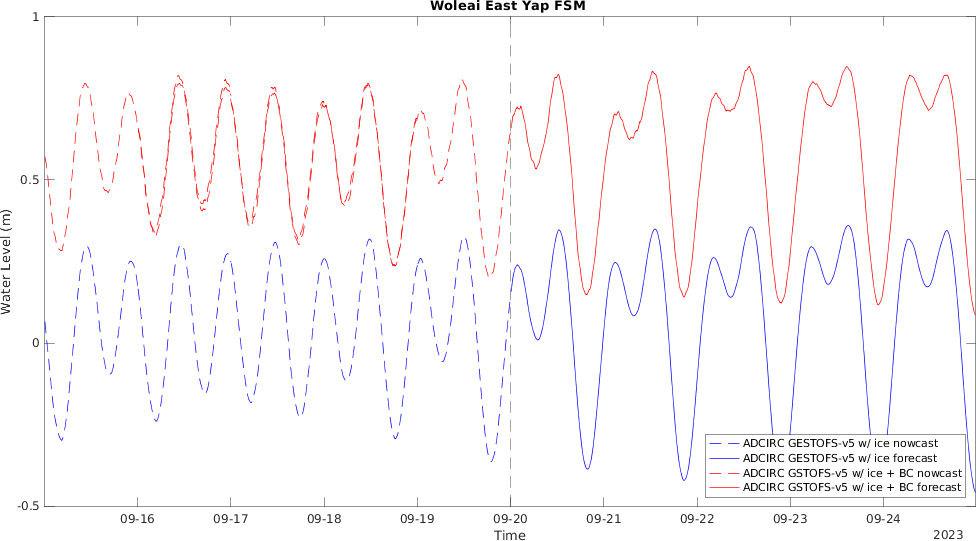 Woleai East Yap FSM
1
0.5
0
-0.5
Water Level (m)
09-16 09-17 09-18 09-19 09-20 09-21 09-22 09-23 09-24
Time
2023
ADCIRC GESTOFS-v5 w/ ice nowcast
ADCIRC GESTOFS-v5 w/ ice forecast
ADCIRC GSTOFS-v5 w/ ice + BC nowcast
ADCIRC GSTOFS-v5 w/ ice + BC forecast